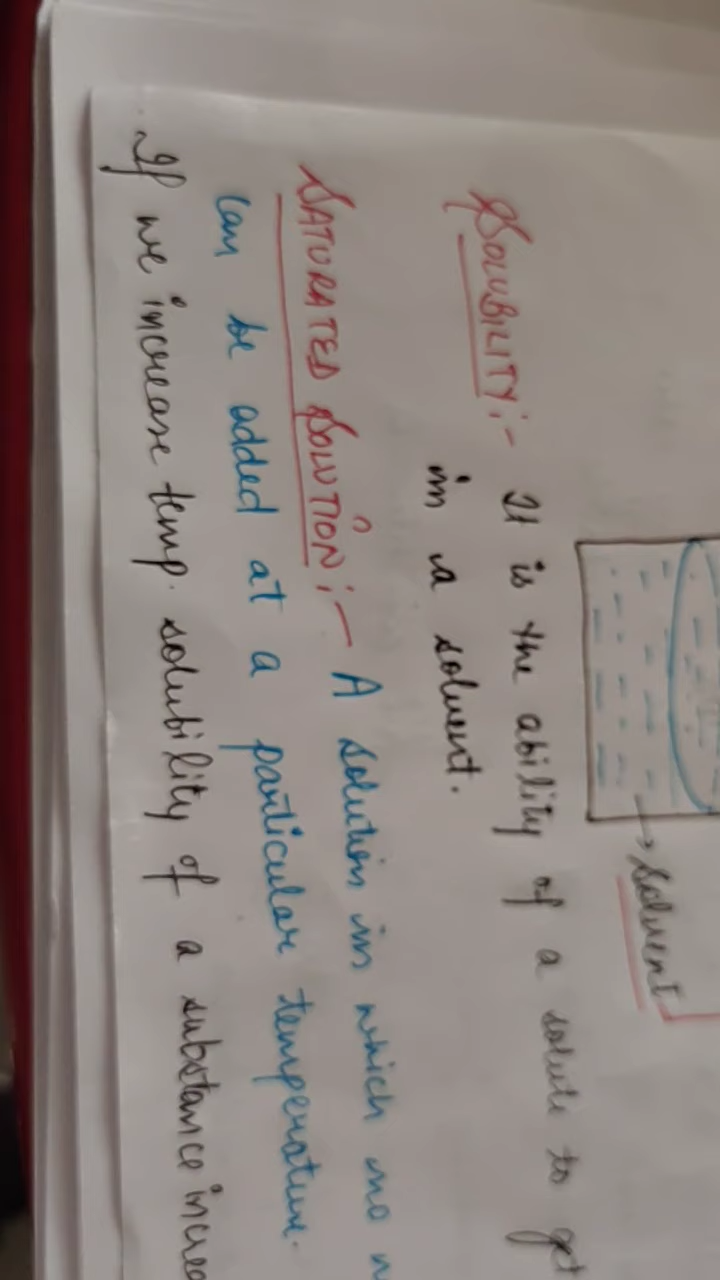 Solvent
SOLUBILITY :- It is the ability of a solute to get
in a solvent.
SATURATED SOLUTION :- A solution in which no
can be added at a particular temperature.
If we increase temp. solubility of a substance